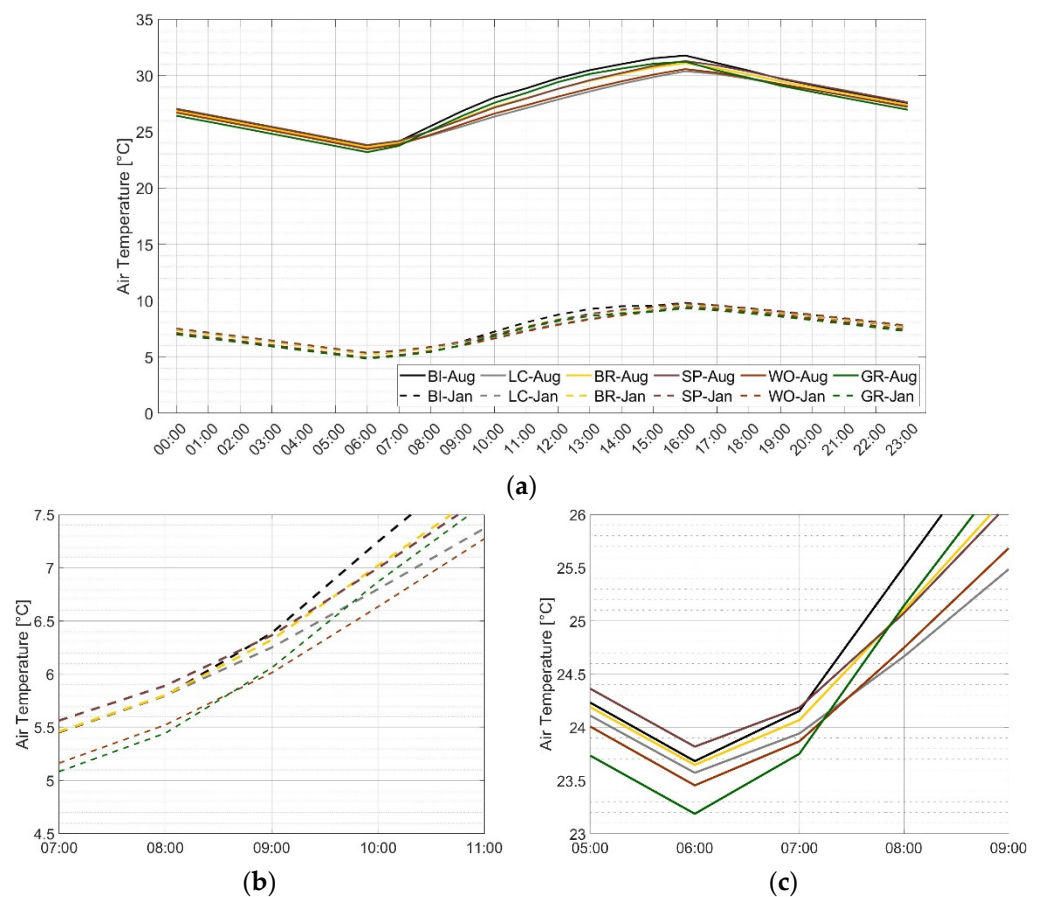 35
30
25
20
15
10
5
0
Air Temperature [°C]
BI-Aug LC-Aug BR-Aug SP-Aug WO-Aug GR-Aug
BI-Jan LC-Jan BR-Jan SP-Jan WO-Jan GR-Jan
00:00 01:00 02:00 03:00 04:00 05:00 06:00 07:00 08:00 09:00 10:00 11:00 12:00 13:00 14:00 15:00 16:00 17:00 18:00 19:00 20:00 21:00 22:00 23:00
(a)
7.5
7
6.5
6
5.5
5
4.5
Air Temperature [°C]
07:00 08:00 09:00 10:00 11:00
(b)
26
25.5
25
24.5
24
23.5
23
Air Temperature [°C]
05:00 06:00 07:00 08:00 09:00
(c)